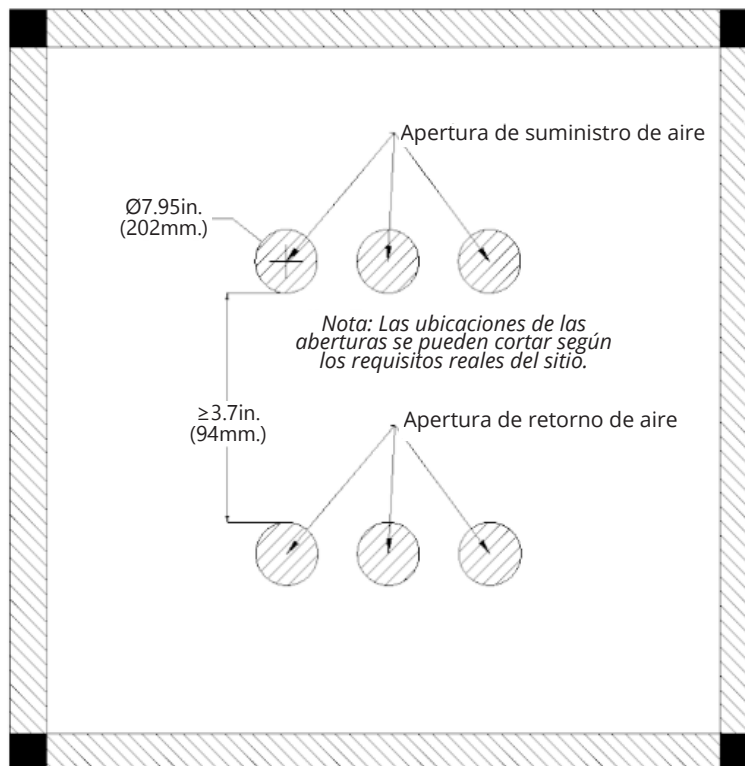 Apertura de suministro de aire
Ø7.95in.
(202mm.)
Nota: Las ubicaciones de las
aberturas se pueden cortar según
los requisitos reales del sitio.
≥3.7in.
(94mm.)
Apertura de retorno de aire